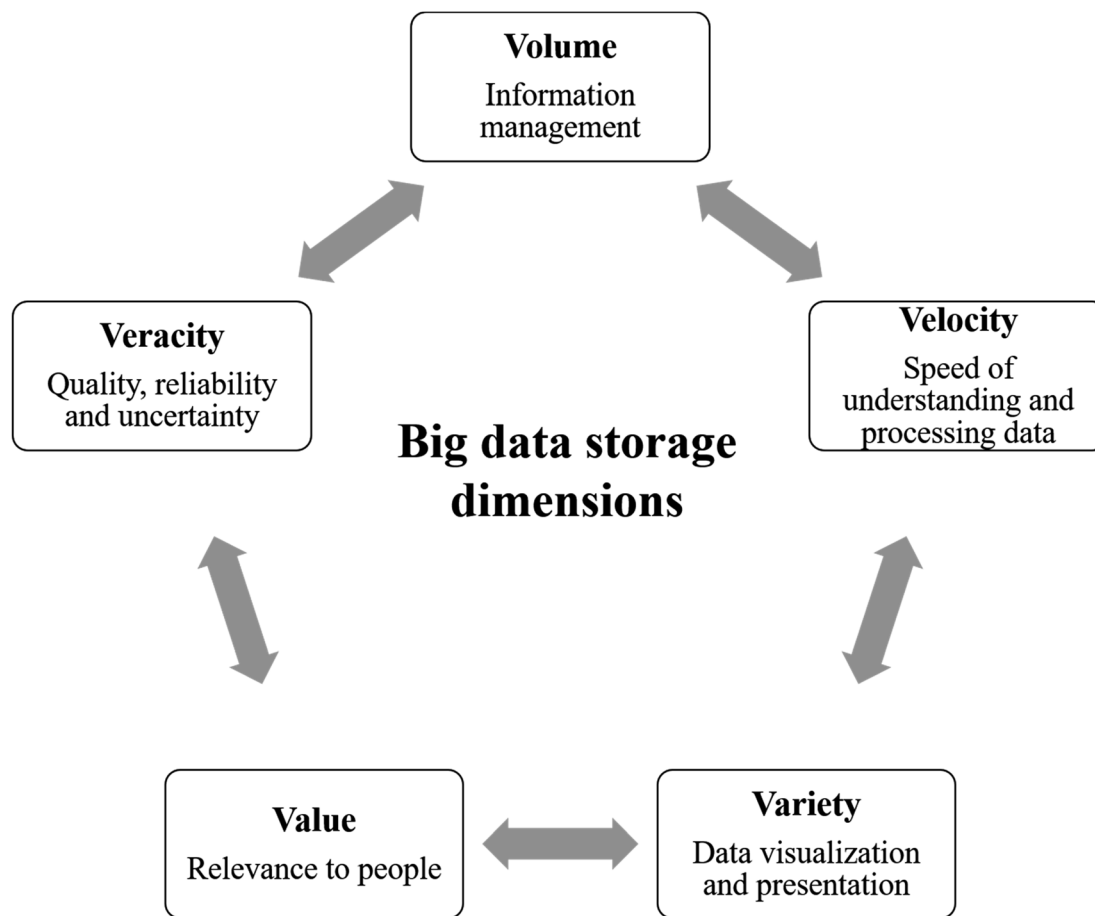 Volume
Information
management
Veracity
Quality, reliability
and uncertainty
Velocity
Speed of
understanding and
processing data
Big data storage
dimensions
Value
Relevance to people
Variety
Data visualization
and presentation